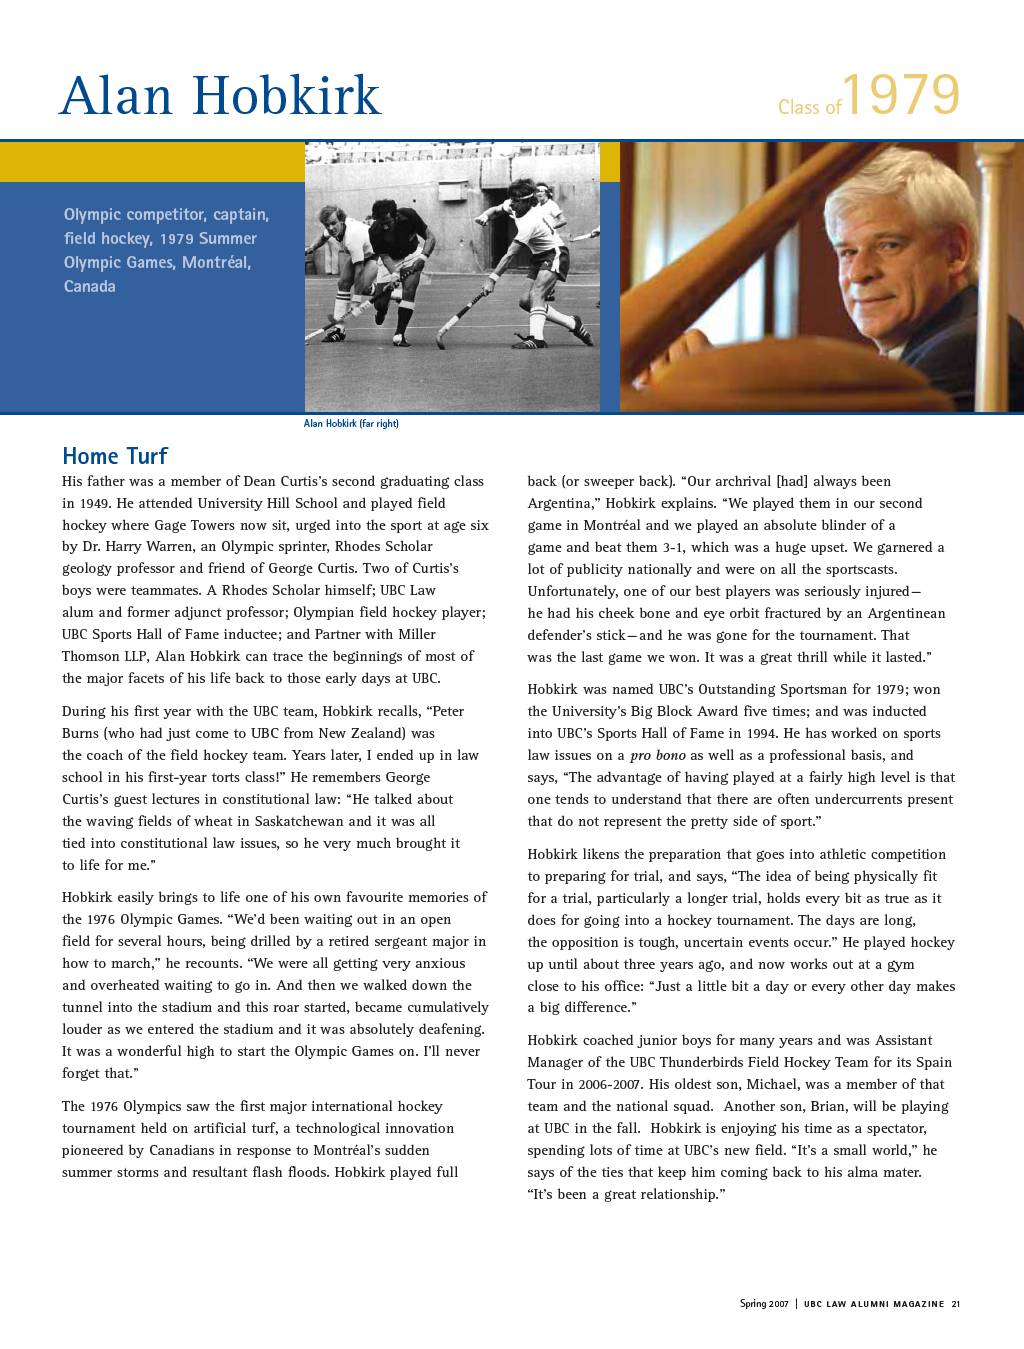 Alan Hobkirk
Class of 1979
Olympic competitor, captain,
field hockey, 1979 Summer
Olympic Games, Montréal,
Canada
Alan Hobkirk (far right)
Home Turf
His father was a member of Dean Curtis’s second graduating class
in 1949. He attended University Hill School and played field
hockey where Gage Towers now sit, urged into the sport at age six
by Dr. Harry Warren, an Olympic sprinter, Rhodes Scholar
geology professor and friend of George Curtis. Two of Curtis’s
boys were teammates. A Rhodes Scholar himself; UBC Law
alum and former adjunct professor; Olympian field hockey player;
UBC Sports Hall of Fame inductee; and Partner with Miller
Thomson LLP, Alan Hobkirk can trace the beginnings of most of
the major facets of his life back to those early days at UBC.
During his first year with the UBC team, Hobkirk recalls, “Peter
Burns (who had just come to UBC from New Zealand) was
the coach of the field hockey team. Years later, I ended up in law
school in his first-year torts class!” He remembers George
Curtis’s guest lectures in constitutional law: “He talked about
the waving fields of wheat in Saskatchewan and it was all
tied into constitutional law issues, so he very much brought it
to life for me.”
Hobkirk easily brings to life one of his own favourite memories of
the 1976 Olympic Games. “We’d been waiting out in an open
field for several hours, being drilled by a retired sergeant major in
how to march,” he recounts. “We were all getting very anxious
and overheated waiting to go in. And then we walked down the
tunnel into the stadium and this roar started, became cumulatively
louder as we entered the stadium and it was absolutely deafening.
It was a wonderful high to start the Olympic Games on. I’ll never
forget that.”
The 1976 Olympics saw the first major international hockey
tournament held on artificial turf, a technological innovation
pioneered by Canadians in response to Montréal’s sudden
summer storms and resultant flash floods. Hobkirk played full
back (or sweeper back). “Our archrival [had] always been
Argentina,” Hobkirk explains. “We played them in our second
game in Montréal and we played an absolute blinder of a
game and beat them 3-1, which was a huge upset. We garnered a
lot of publicity nationally and were on all the sportscasts.
Unfortunately, one of our best players was seriously injured—
he had his cheek bone and eye orbit fractured by an Argentinean
defender’s stick—and he was gone for the tournament. That
was the last game we won. It was a great thrill while it lasted.”
Hobkirk was named UBC’s Outstanding Sportsman for 1979; won
the University’s Big Block Award five times; and was inducted
into UBC’s Sports Hall of Fame in 1994. He has worked on sports
law issues on a pro bono as well as a professional basis, and
says, “The advantage of having played at a fairly high level is that
one tends to understand that there are often undercurrents present
that do not represent the pretty side of sport.”
Hobkirk likens the preparation that goes into athletic competition
to preparing for trial, and says, “The idea of being physically fit
for a trial, particularly a longer trial, holds every bit as true as it
does for going into a hockey tournament. The days are long,
the opposition is tough, uncertain events occur.” He played hockey
up until about three years ago, and now works out at a gym
close to his office: “Just a little bit a day or every other day makes
a big difference.”
Hobkirk coached junior boys for many years and was Assistant
Manager of the UBC Thunderbirds Field Hockey Team for its Spain
Tour in 2006-2007. His oldest son, Michael, was a member of that
team and the national squad.  Another son, Brian, will be playing
at UBC in the fall.  Hobkirk is enjoying his time as a spectator,
spending lots of time at UBC’s new field. “It’s a small world,” he
says of the ties that keep him coming back to his alma mater.
“It’s been a great relationship.”
Spring 2007 | UBC LAW ALUMNI MAGAZINE 21